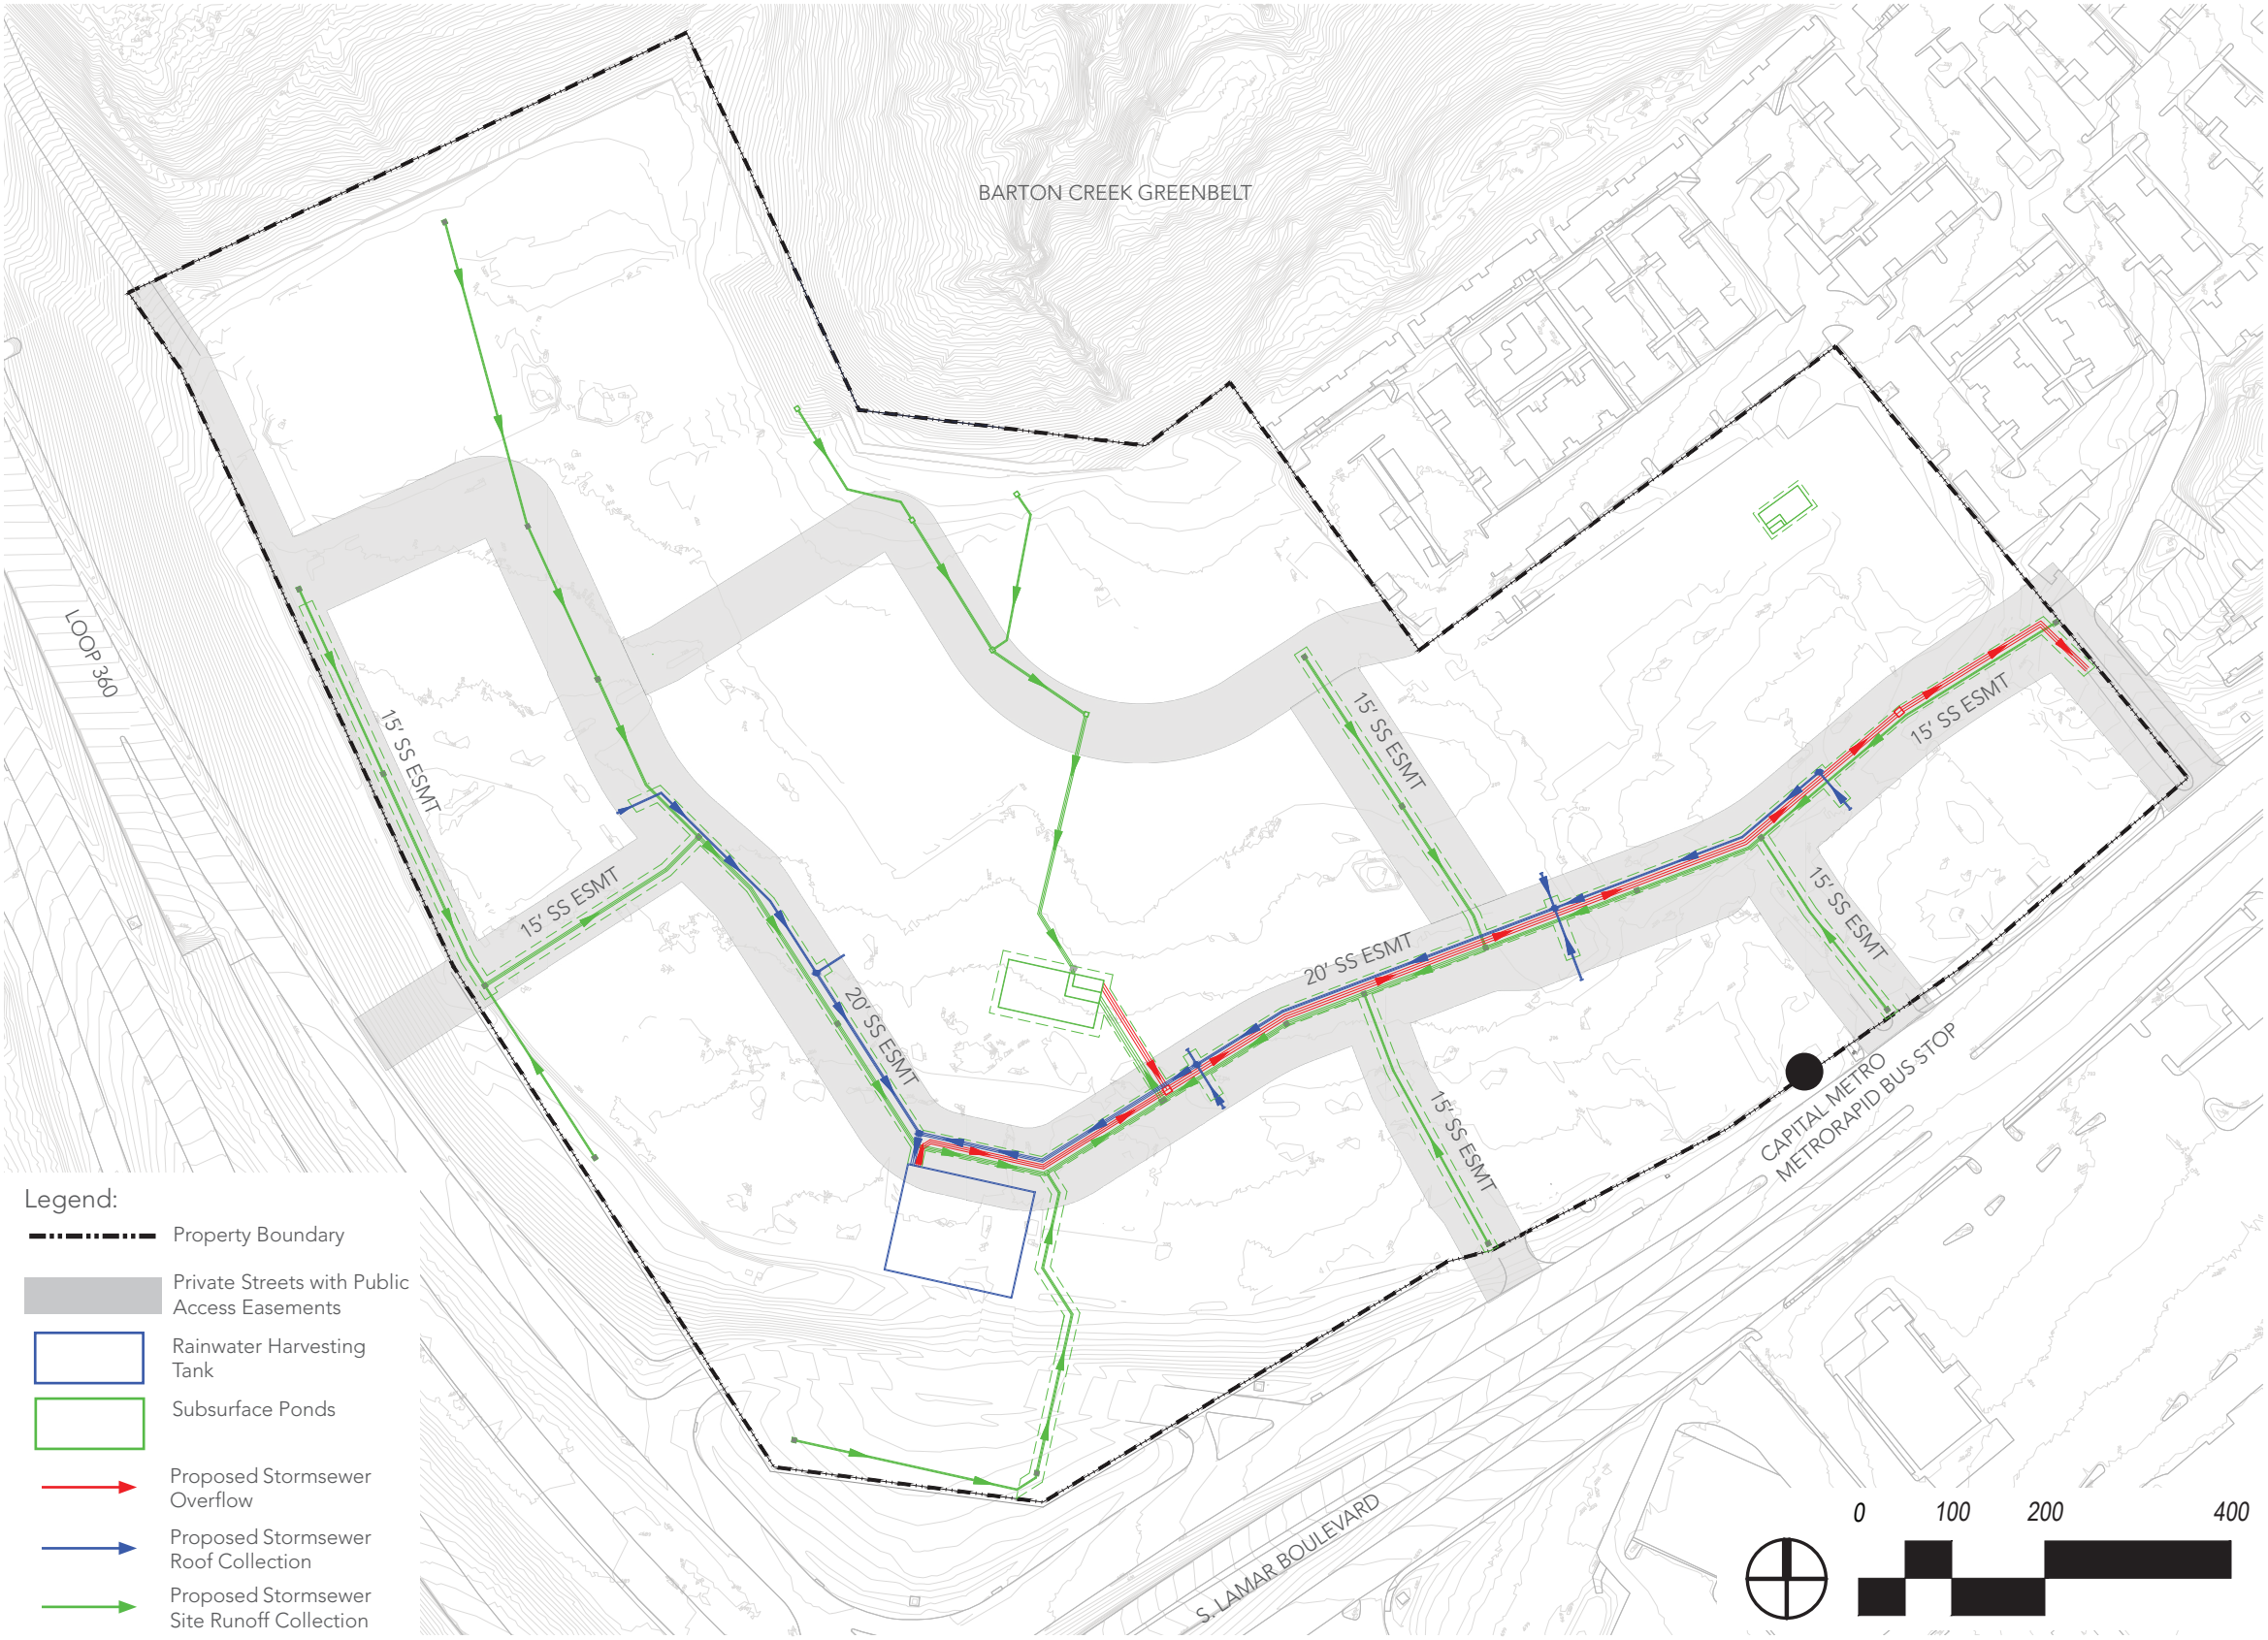 BARTON CREEK GREENBELT
LOOP 360
15' SS ESMT
15' SS ESMT
15' SS ESMT
15' SS ESMT
20' SS ESMT
20' SS ESMT
15' SS ESMT
15' SS ESMT
CAPITAL METRO
METRORAPID BUS STOP
S. LAMAR BOULEVARD
Legend:
Property Boundary
Private Streets with Public
Access Easements
Rainwater Harvesting
Tank
Subsurface Ponds
Proposed Stormsewer
Overflow
Proposed Stormsewer
Roof Collection
Proposed Stormsewer
Site Runoff Collection
0 100 200 400